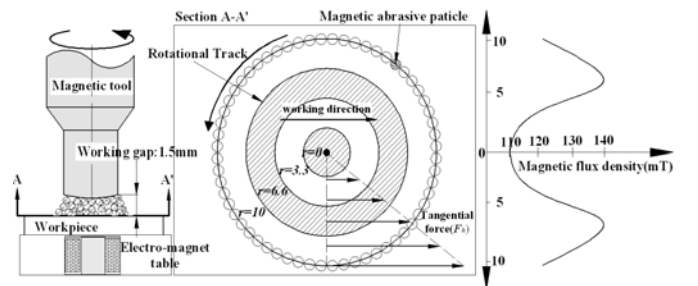 Section A-A'
Magnetic abrasive paticle
Rotational Track
Magnetic tool
Working gap:1.5mm
A
A'
Workpiece
Electro-magnet
table
working direction
r=0
r=3.3
r=6.6
r=10
Tangential
force(Fₜ)
10
5
0
5
10
110
120
130
140
Magnetic flux density(mT)